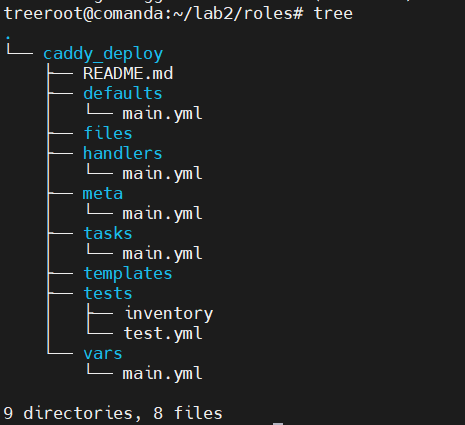 treeroot@comanda:~/lab2/roles# tree
.
└── caddy_deploy
    ├── README.md
    ├── defaults
    │   └── main.yml
    ├── files
    ├── handlers
    │   └── main.yml
    ├── meta
    │   └── main.yml
    ├── tasks
    │   └── main.yml
    ├── templates
    ├── tests
    │   ├── inventory
    │   └── test.yml
    └── vars
        └── main.yml

9 directories, 8 files